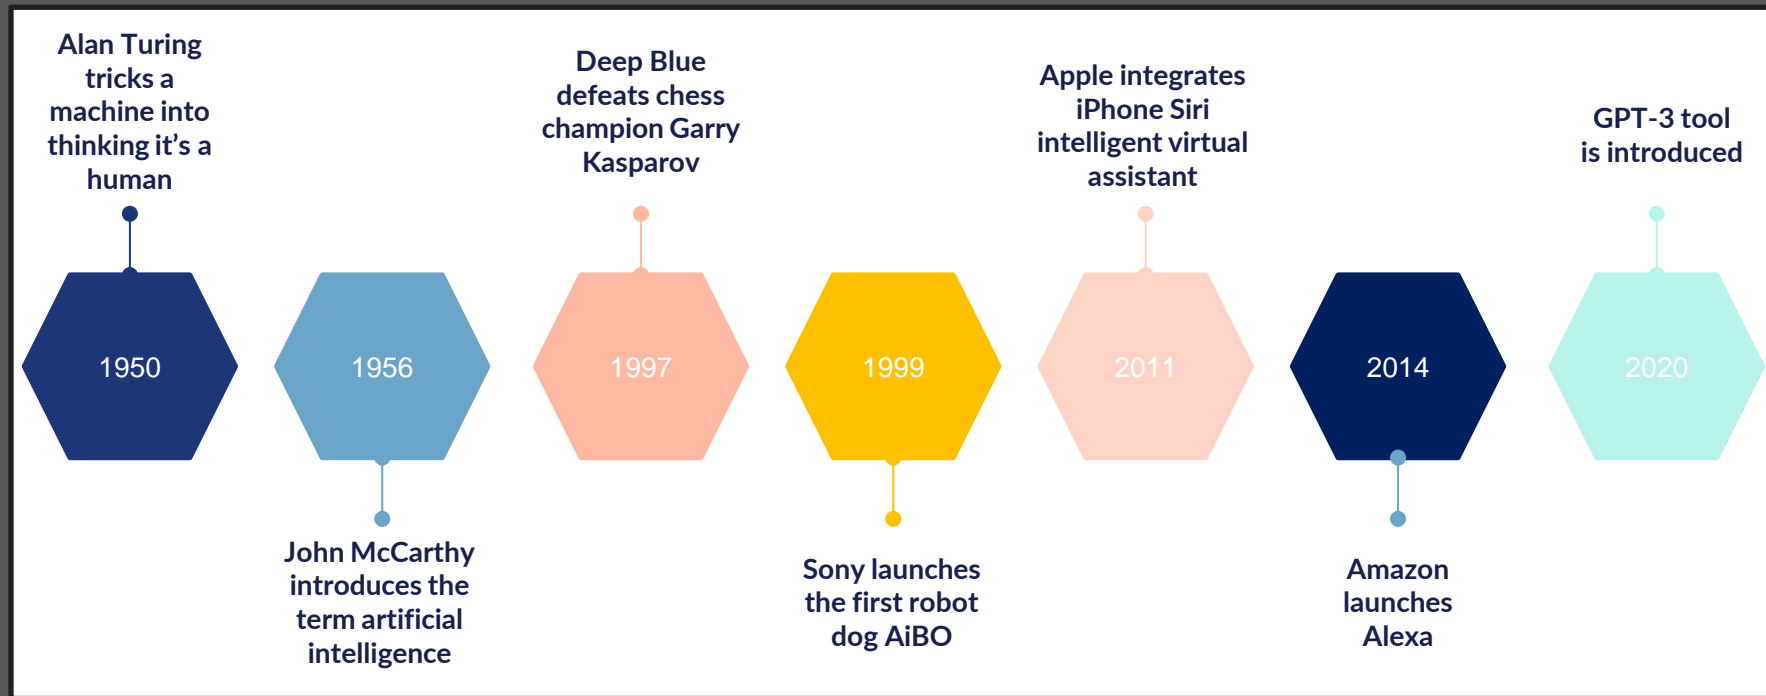 Alan Turing
tricks a
machine into
thinking it’s a
human
Deep Blue
defeats chess
champion Garry
Kasparov
Apple integrates
iPhone Siri
intelligent virtual
assistant
GPT-3 tool
is introduced
1950
1956
1997
1999
2011
2014
2020
John McCarthy
introduces the
term artificial
intelligence
Sony launches
the first robot
dog AiBO
Amazon
launches
Alexa